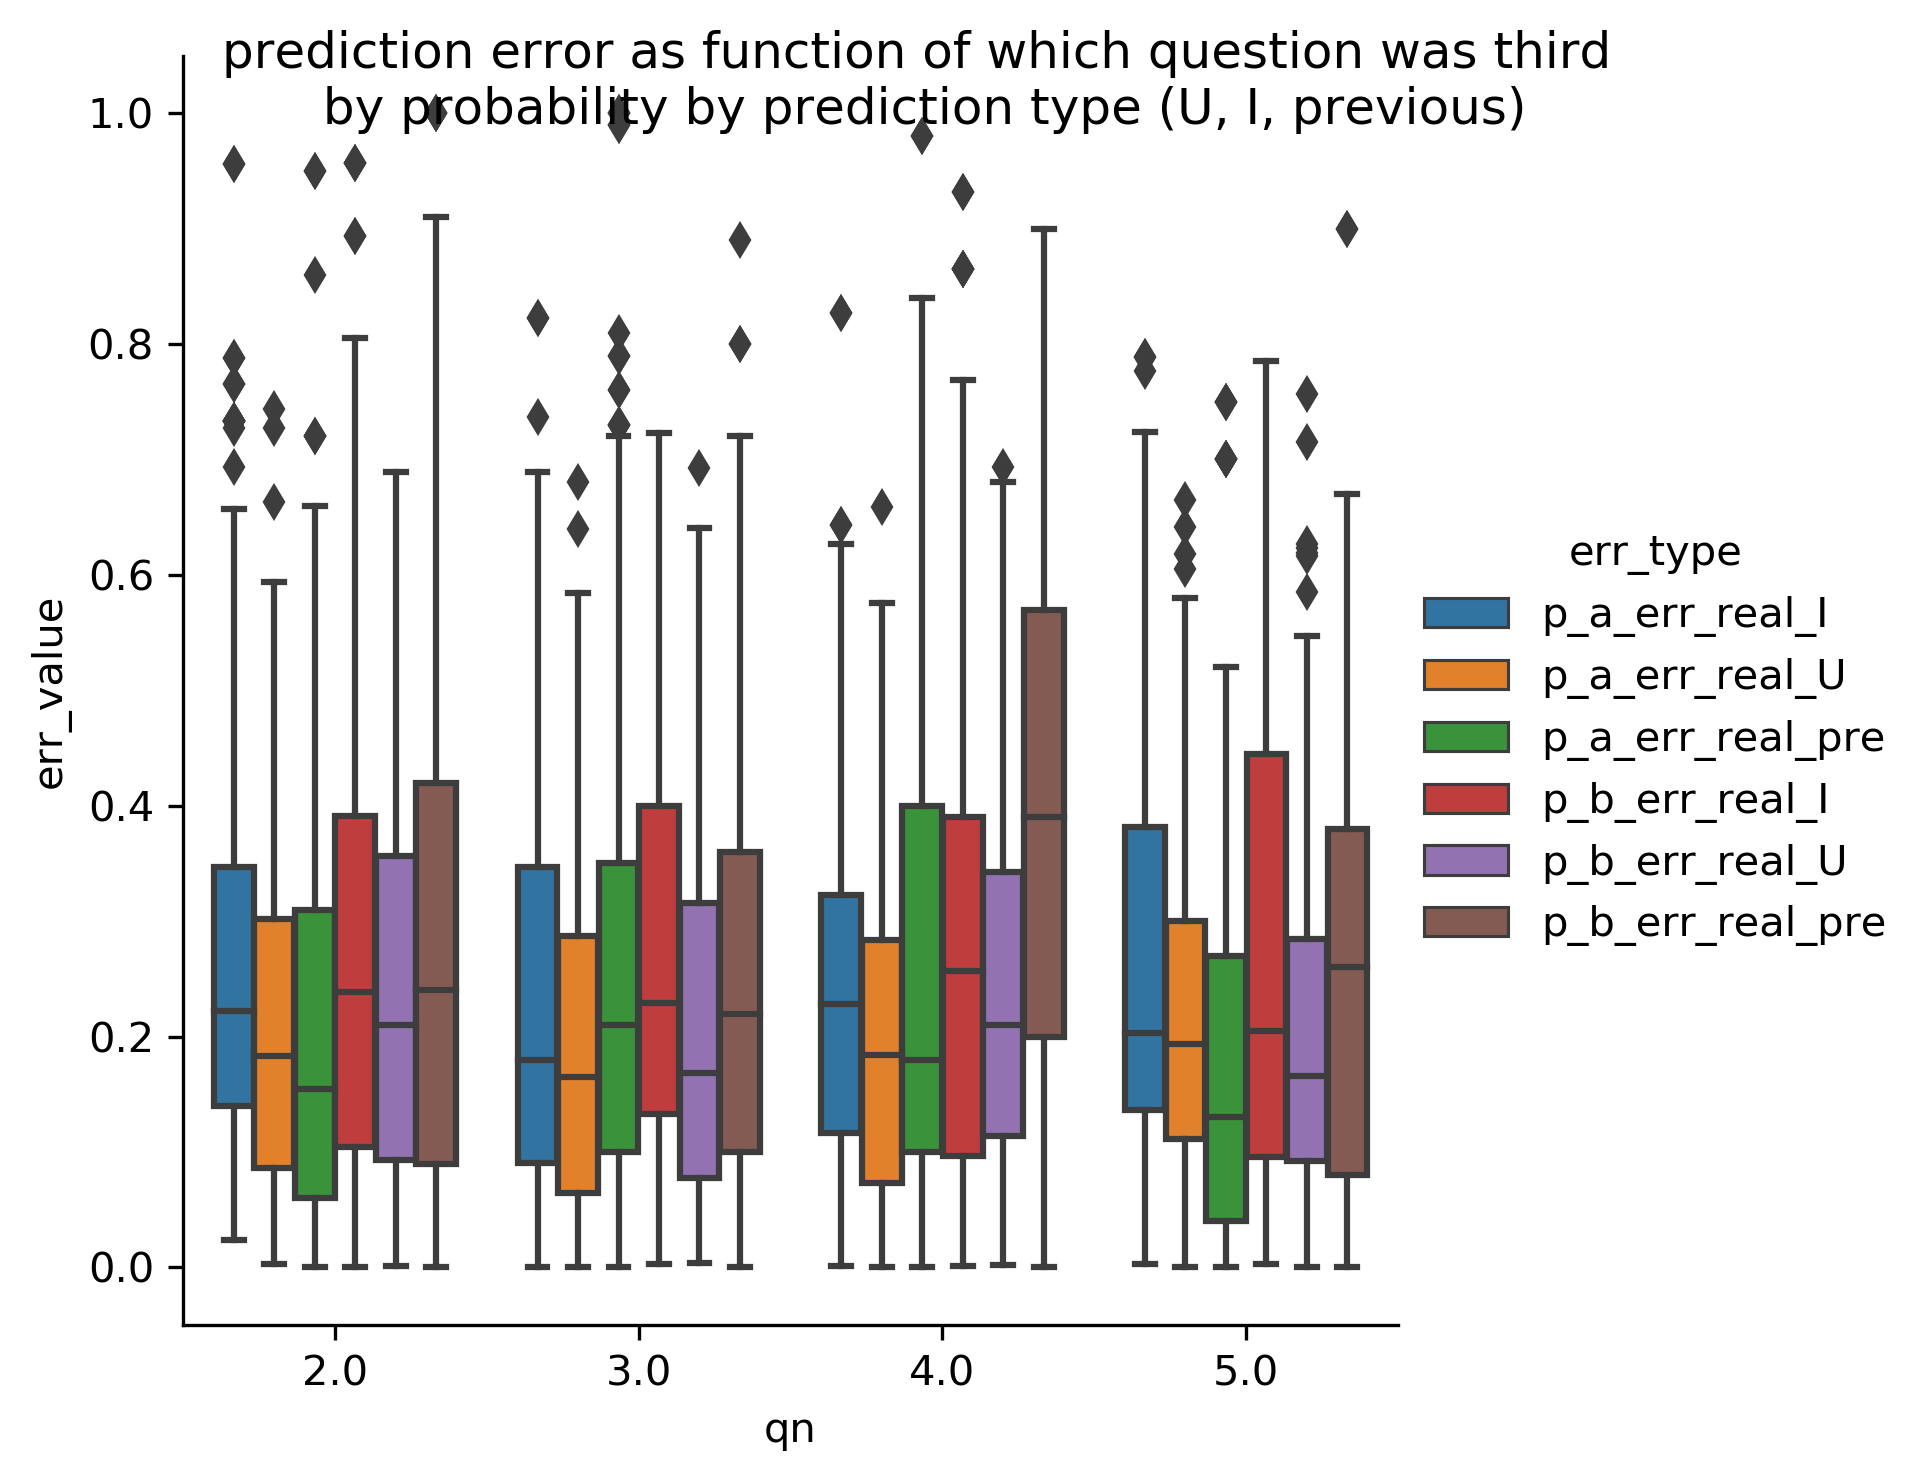 prediction error as function of which question was third
by probability by prediction type (U, I, previous)
1.0
0.8
0.6
0.4
0.2
0.0
err_value
2.0
3.0
4.0
5.0
qn
err_type
p_a_err_real_I
p_a_err_real_U
p_a_err_real_pre
p_b_err_real_I
p_b_err_real_U
p_b_err_real_pre